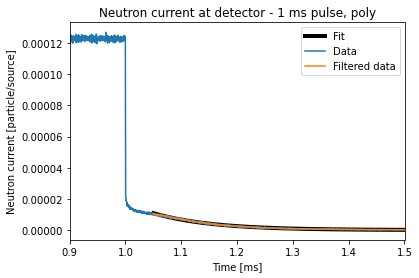 Neutron current at detector - 1 ms pulse, poly
Neutron current [particle/source]
0.00012
0.00010
0.00008
0.00006
0.00004
0.00002
0.00000
Fit
Data
Filtered data
0.9
1.0
1.1
1.2
1.3
1.4
1.5
Time [ms]